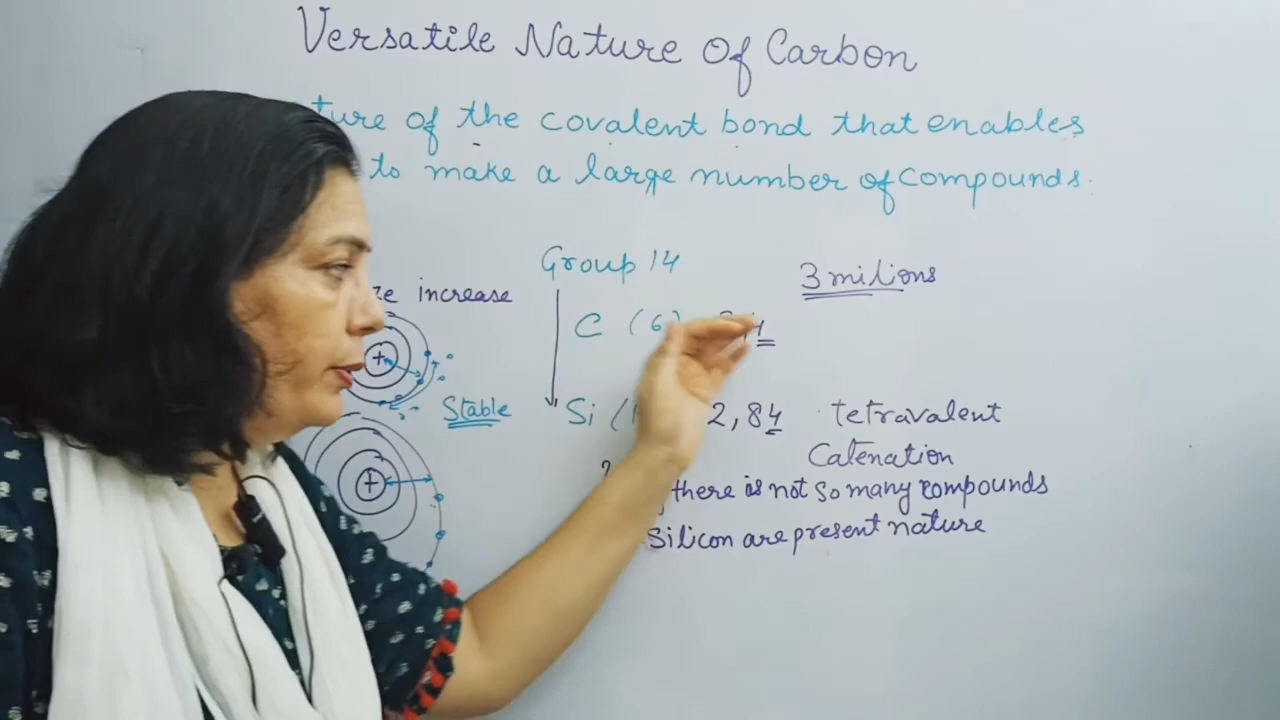 Versatile Nature Of Carbon
ture of the covalent bond that enables
to make a large number of compounds.
Group 14
3 milions
ze increase
C (6) 4
Stable
Si (1 2,84 tetravalent
Catenation
? , there is not so many compounds
silicon are present nature
+
+